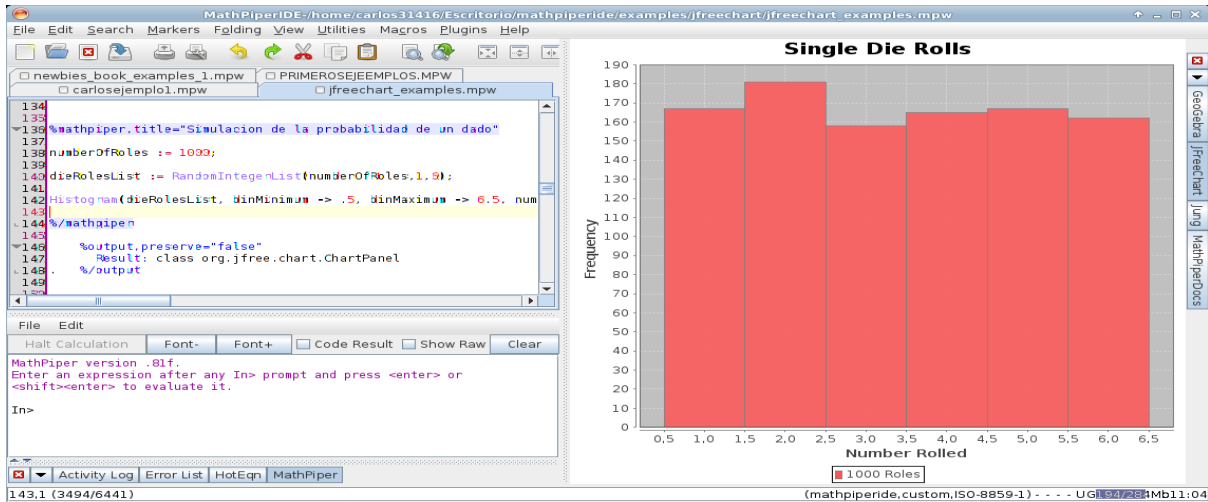 MathPiperIDE-/home/carlos31416/Escritorio/mathpiperide/examples/jfreechart/jfreechart_examples.mpw
File Edit Search Markers Folding View Utilities Macros Plugins Help
newbies_book_examples_1.mpw PRIMEROSEJEEMPLOS.MPW
carlosejemplo1.mpw jfreechart_examples.mpw
134
135
136 %mathpiper,title="Simulacion de la probabilidad de un dado"
137
138 numberOfRoles := 1000;
139
140 dieRolesList := RandomIntegerList(numberOfRoles,1,6);
141
142 Histogram(dieRolesList, binMinimum -> .5, binMaximum -> 6.5, num
143
144 %/mathpiper
145
146 %output,preserve="false"
147 Result: class org.jfree.chart.ChartPanel
148 . %/output
149
150
File Edit
Halt Calculation Font- Font+ Code Result Show Raw Clear
MathPiper version .81f.
Enter an expression after any In> prompt and press <enter> or
<shift><enter> to evaluate it.
In>
Activity Log Error List HotEqn MathPiper
143,1 (3494/6441)
(mathpiperide,custom,ISO-8859-1) - - - - UG 194/284Mb 11:04
Single Die Rolls
Frequency
190
180
170
160
150
140
130
120
110
100
90
80
70
60
50
40
30
20
10
0
0,5 1,0 1,5 2,0 2,5 3,0 3,5 4,0 4,5 5,0 5,5 6,0 6,5
Number Rolled
1000 Roles
GeoGebra
JFreeChart
Jung
MathPiperDocs